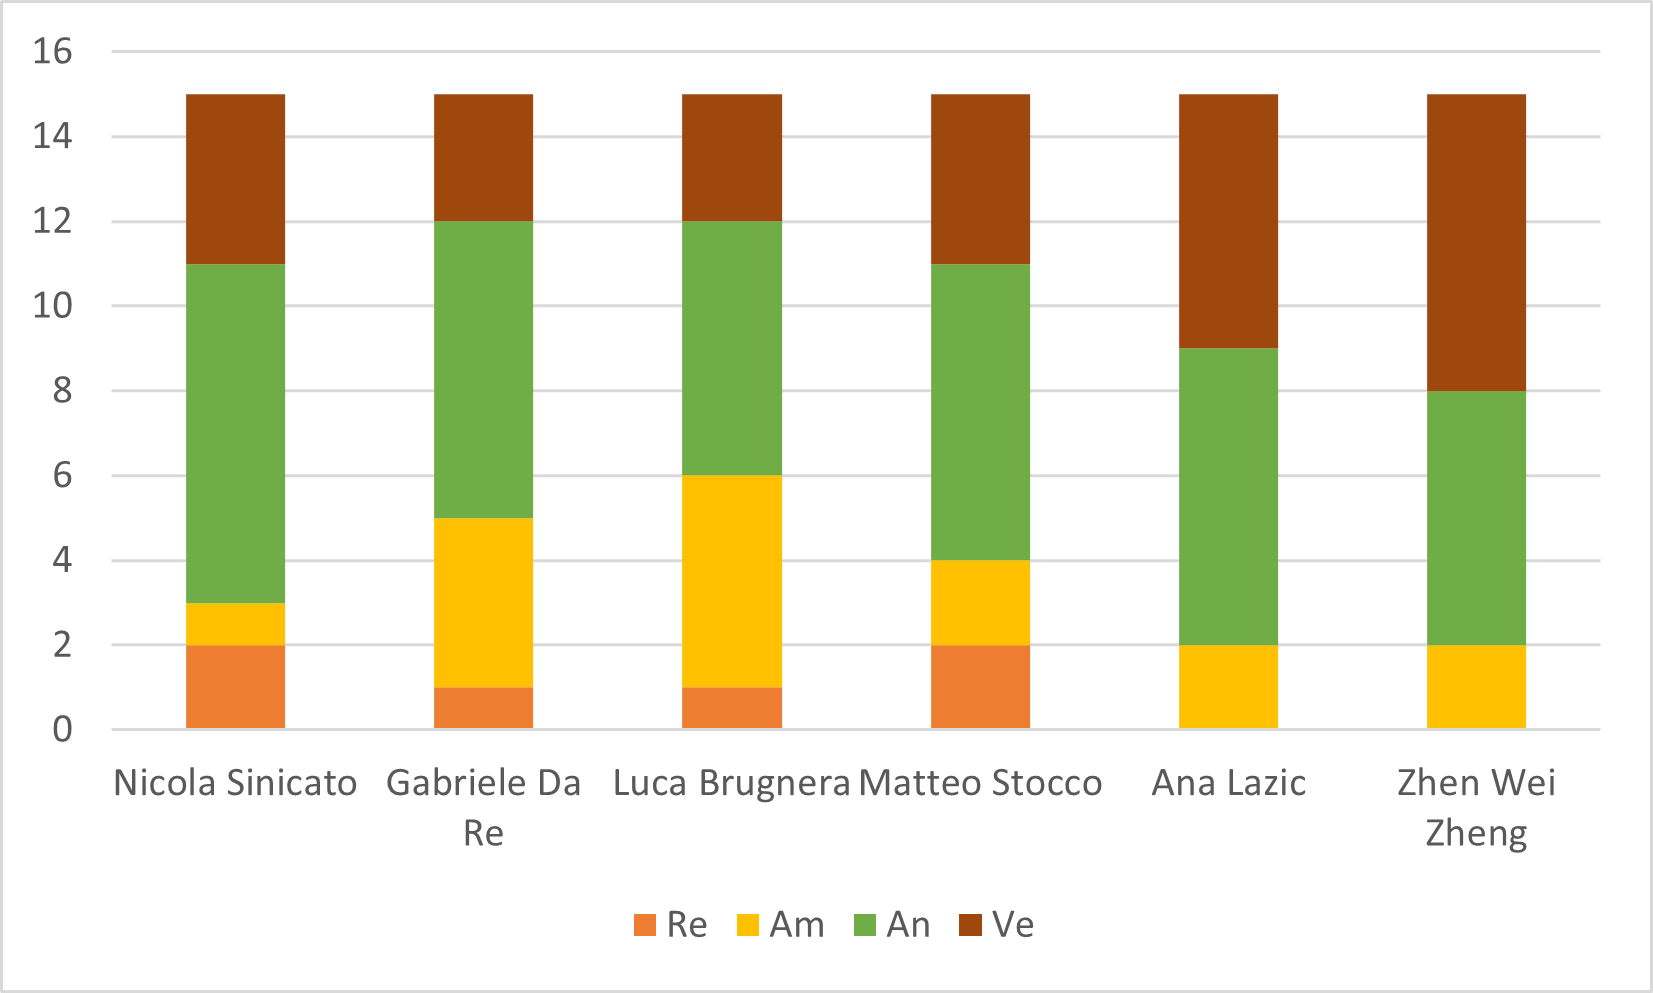 16
14
12
10
8
6
4
2
0
Nicola Sinicato
Gabriele Da
Re
Luca Brugnera
Matteo Stocco
Ana Lazic
Zhen Wei
Zheng
Re Am An Ve